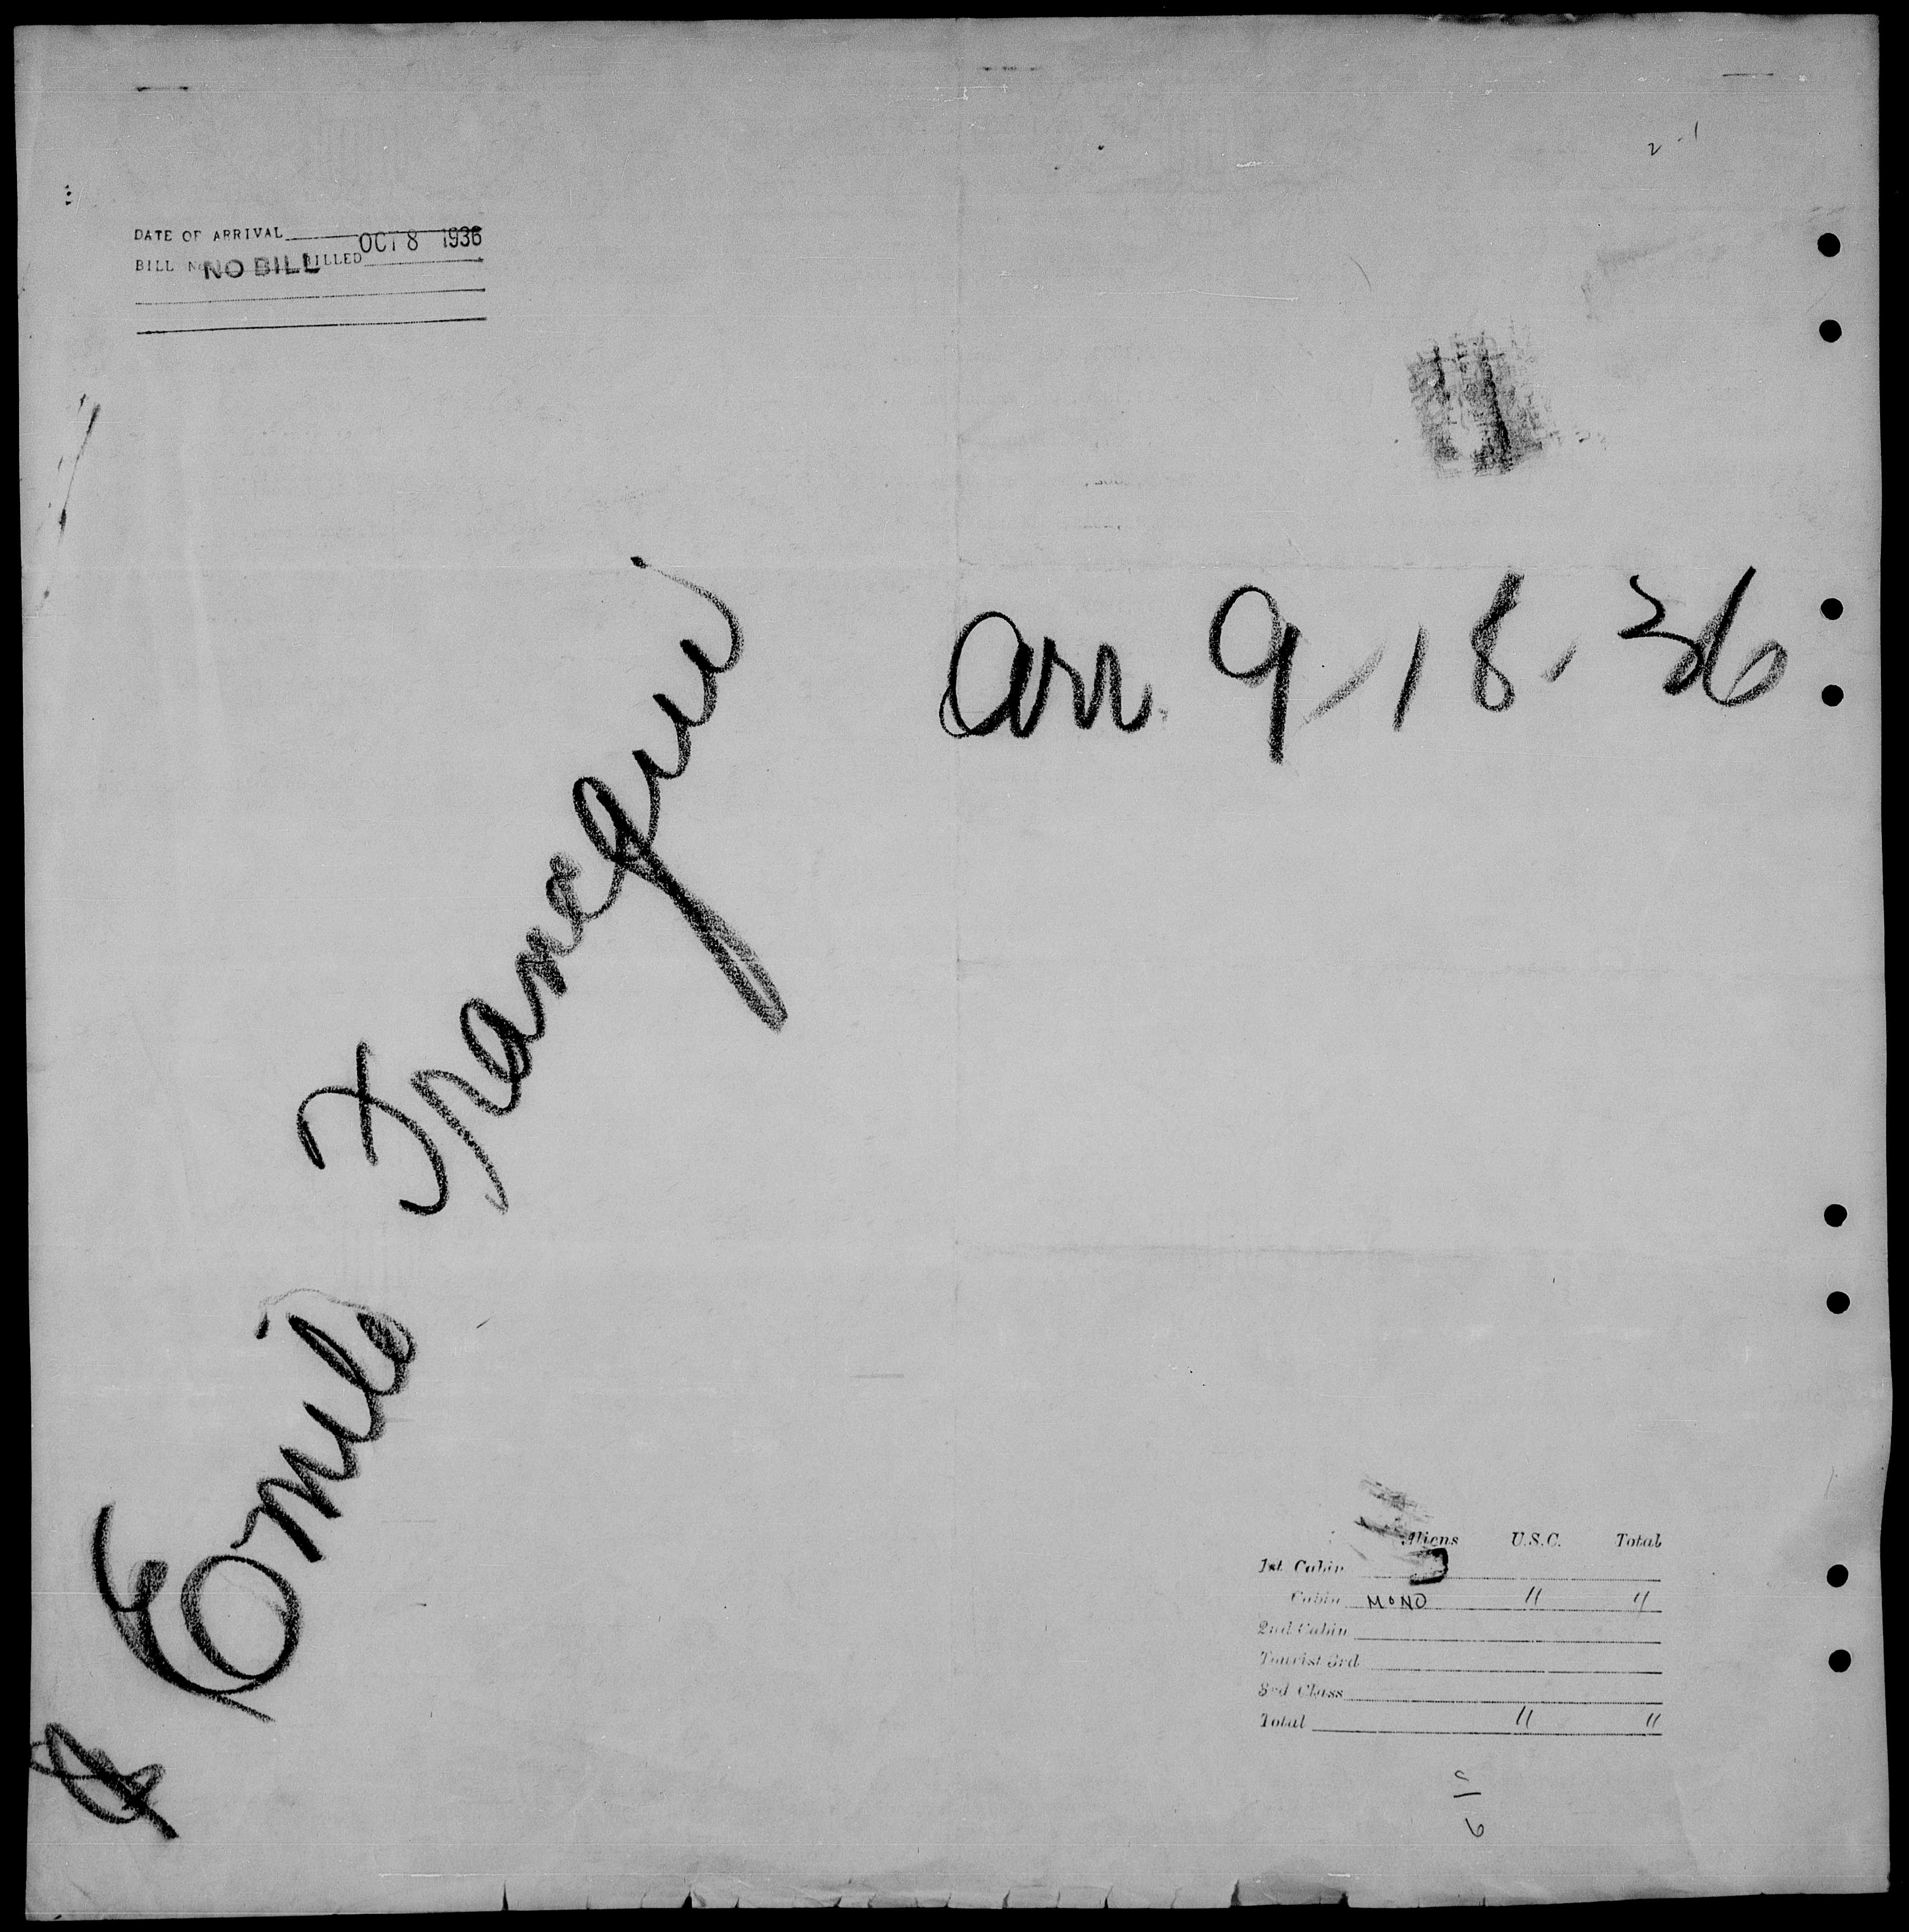 2-1
DATE OF ARRIVAL OCT 8 1936
BILL No NO BILL BILLED
arr. 9-18-36
Emile Francqui
Aliens U.S.C. Total
1st Cabin
Cabin MONO 11 11
2nd Cabin
Tourist 3rd
3rd Class
Total 11 11